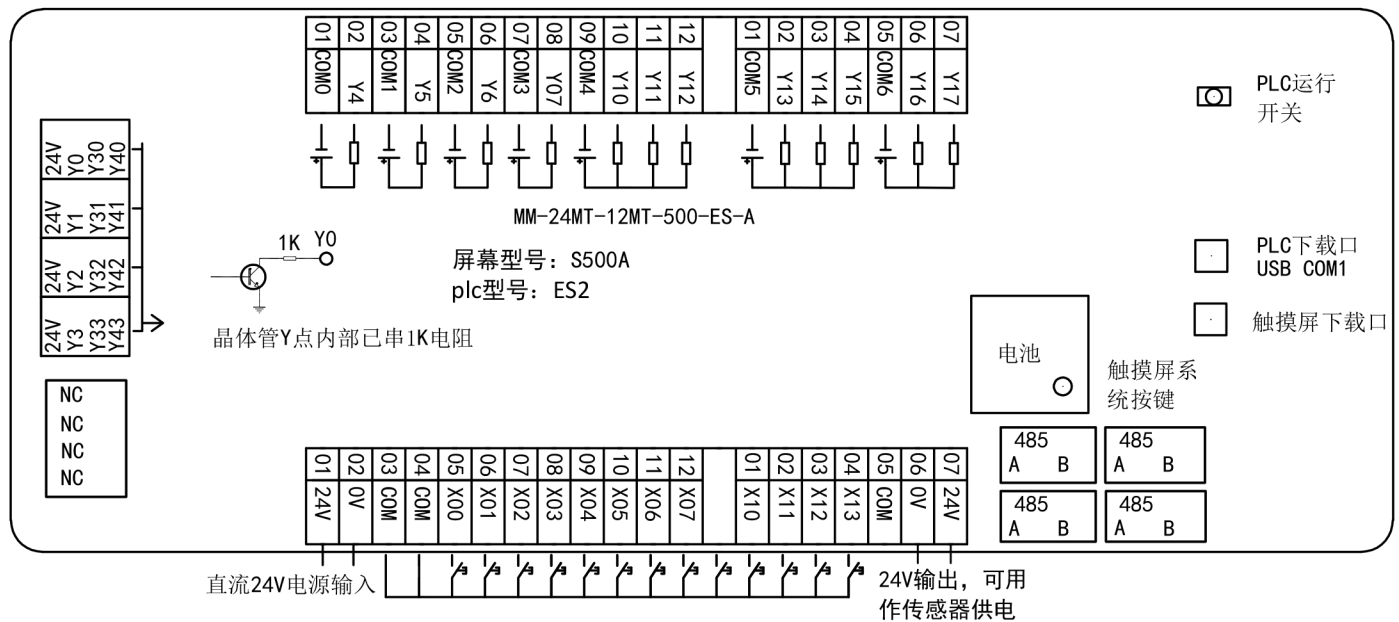 01 02 03 04 05 06 07 08 09 10 11 12 01 02 03 04 05 06 07
COM0 Y4 COM1 Y5 COM2 Y6 COM3 Y07 COM4 Y10 Y11 Y12 COM5 Y13 Y14 Y15 COM6 Y16 Y17
PLC运行
开关
24V Y0 Y30 Y40
24V Y1 Y31 Y41
24V Y2 Y32 Y42
24V Y3 Y33 Y43
MM-24MT-12MT-500-ES-A
1K Y0
屏幕型号: S500A
plc型号: ES2
晶体管Y点内部已串1K电阻
PLC下载口
USB COM1
触摸屏下载口
电池
触摸屏系
统按键
NC
NC
NC
NC
485
A B
485
A B
485
A B
485
A B
01 02 03 04 05 06 07 08 09 10 11 12 01 02 03 04 05 06 07
24V 0V COM COM X00 X01 X02 X03 X04 X05 X06 X07 X10 X11 X12 X13 COM 0V 24V
直流24V电源输入
24V输出，可用
作传感器供电